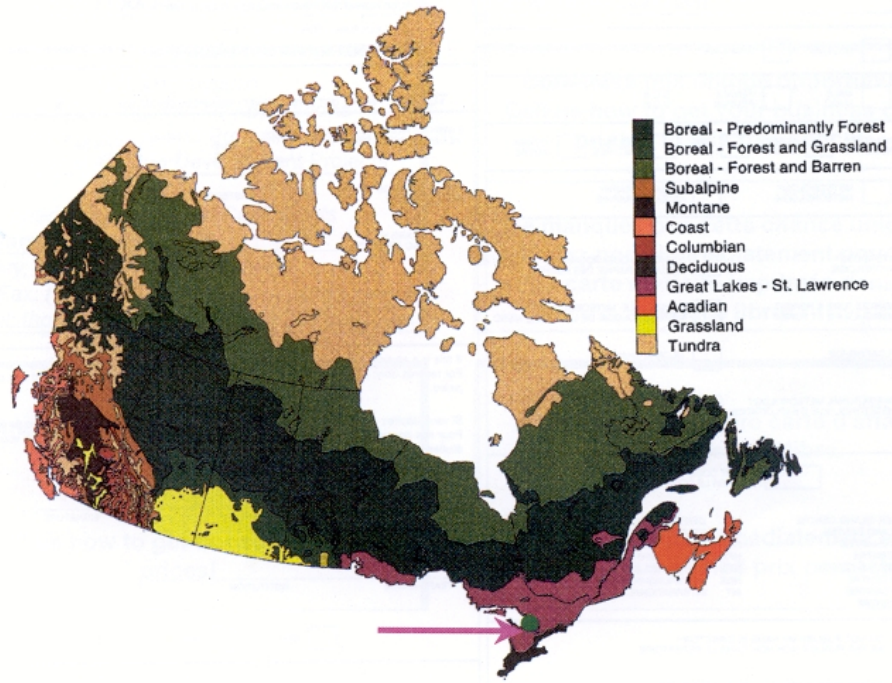 Boreal - Predominantly Forest
Boreal - Forest and Grassland
Boreal - Forest and Barren
Subalpine
Montane
Coast
Columbian
Deciduous
Great Lakes - St. Lawrence
Acadian
Grassland
Tundra